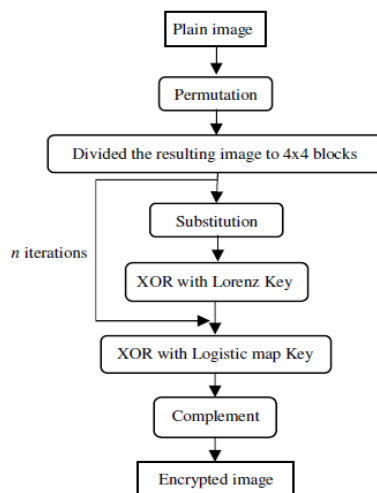 Plain image
Permutation
Divided the resulting image to 4x4 blocks
Substitution
n iterations
XOR with Lorenz Key
XOR with Logistic map Key
Complement
Encrypted image